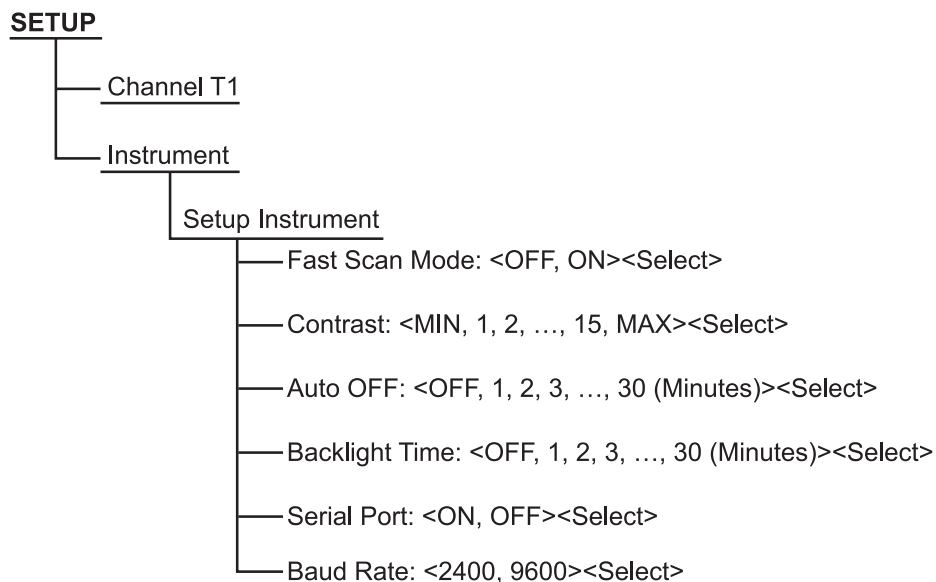 SETUP
Channel T1
Instrument
Setup Instrument
Fast Scan Mode: <OFF, ON><Select>
Contrast: <MIN, 1, 2, …, 15, MAX><Select>
Auto OFF: <OFF, 1, 2, 3, …, 30 (Minutes)><Select>
Backlight Time: <OFF, 1, 2, 3, …, 30 (Minutes)><Select>
Serial Port: <ON, OFF><Select>
Baud Rate: <2400, 9600><Select>